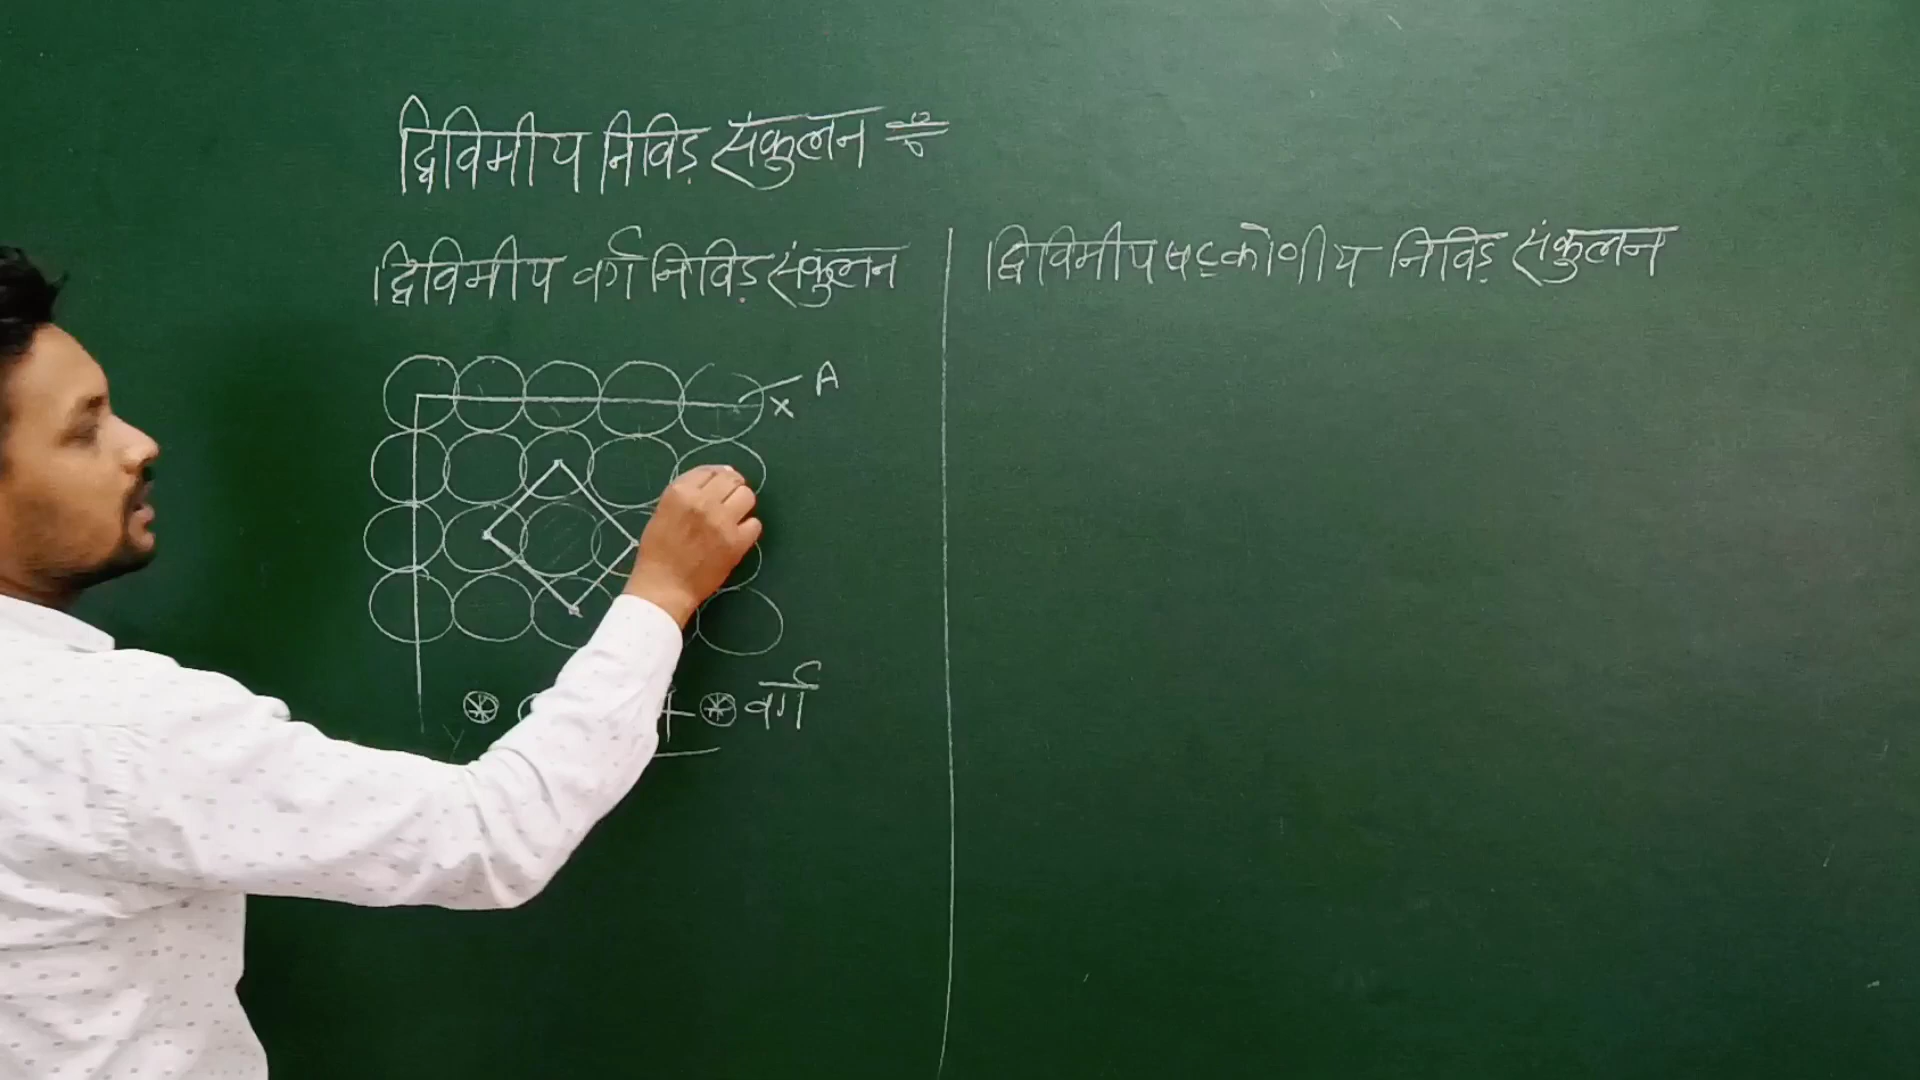 द्विविमीय निविड़ संकुलन ÷
द्विविमीय वर्ग निविड़ संकुलन
द्विविमीय षट्कोणीय निविड़ संकुलन
A
x
वर्ग
y